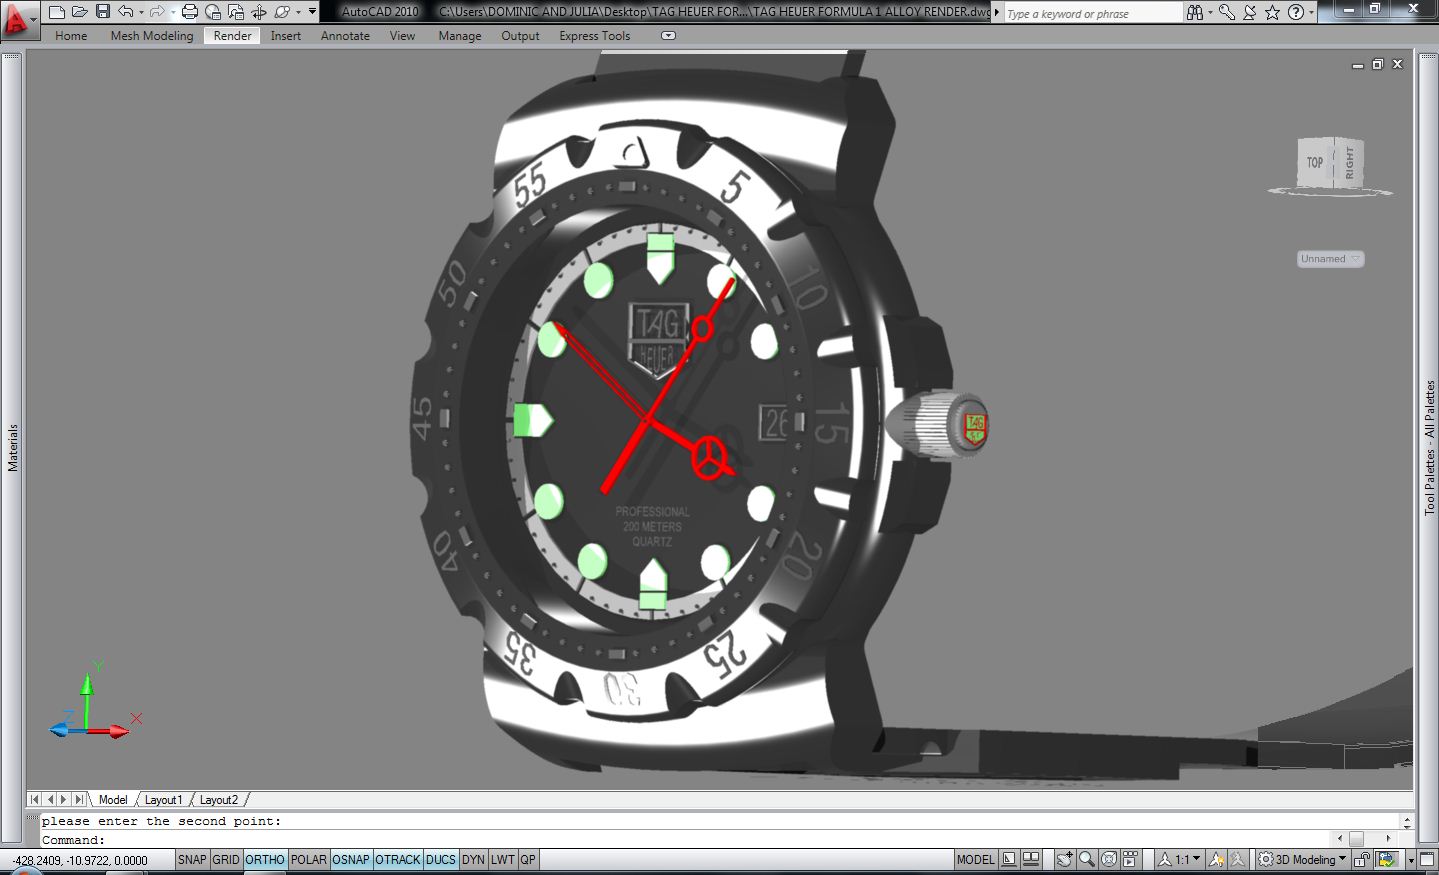 AutoCAD 2010 C:\Users\DOMINIC AND JULIA\Desktop\TAG HEUER FOR...\TAG HEUER FORMULA 1 ALLOY RENDER.dwg
Type a keyword or phrase
Home Mesh Modeling Render Insert Annotate View Manage Output Express Tools
TOP RIGHT
Unnamed
55 5
50 10
TAG
HEUER
45 26 15
TAG
PROFESSIONAL
200 METERS
QUARTZ
40 20
35 30 25
Materials
Tool Palettes - All Palettes
Y
Z X
Model Layout1 Layout2
please enter the second point:
Command:
-428.2409, -10.9722, 0.0000 SNAP GRID ORTHO POLAR OSNAP OTRACK DUCS DYN LWT QP MODEL 1:1 3D Modeling